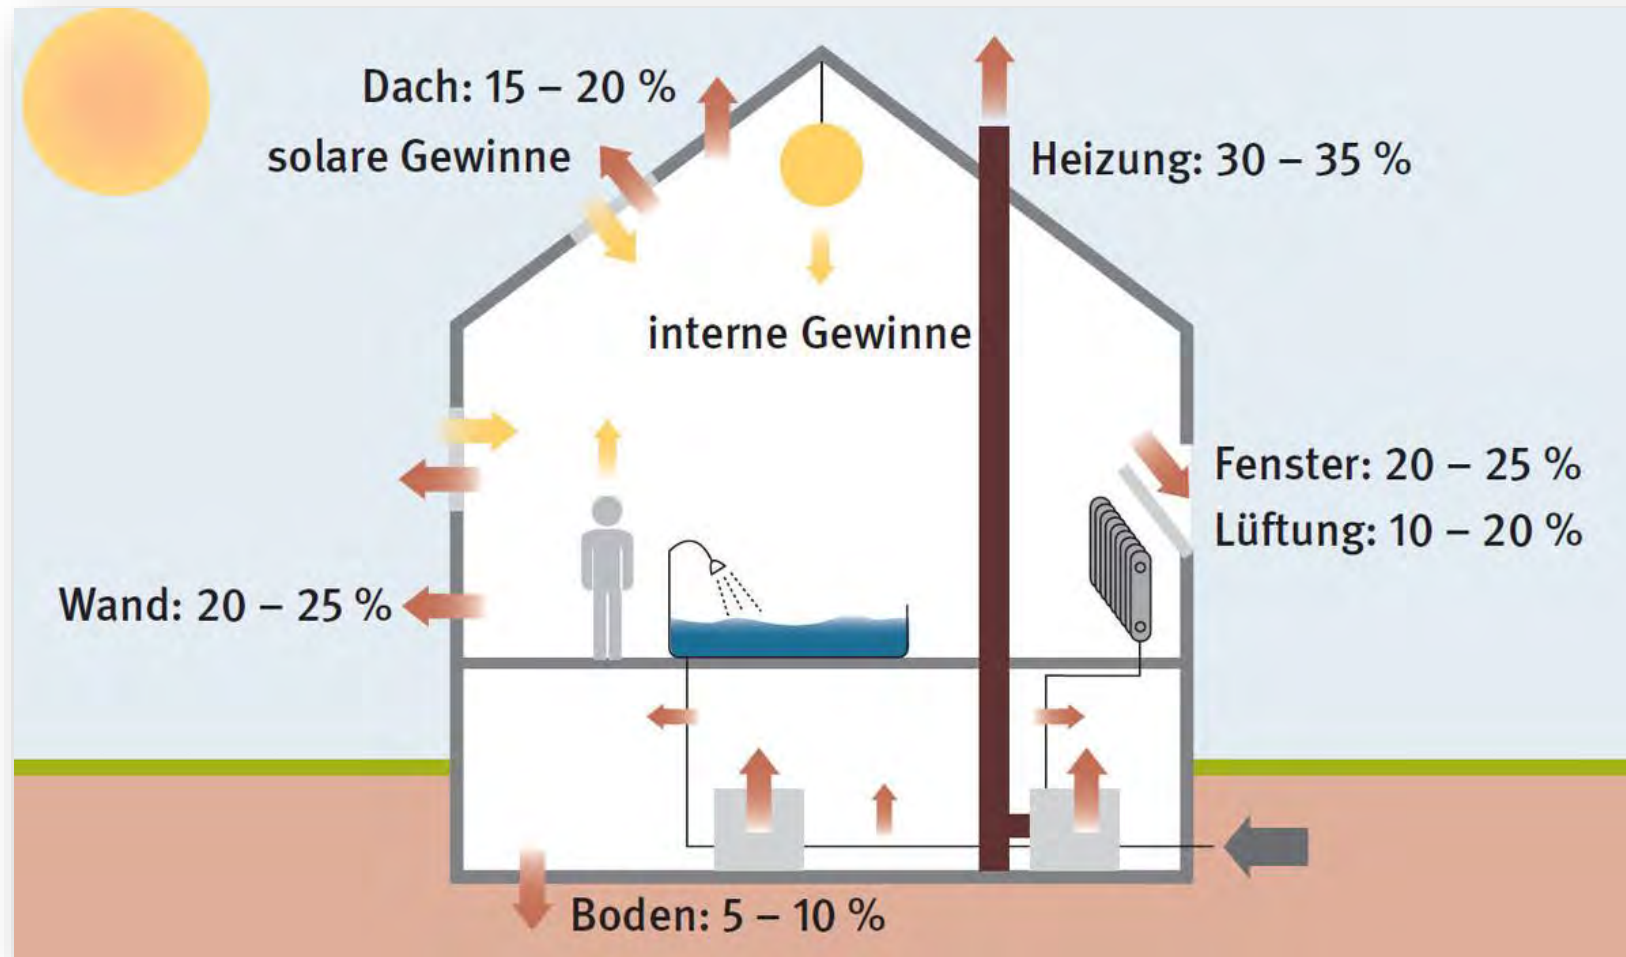 Dach: 15 – 20 %
solare Gewinne
Heizung: 30 – 35 %
interne Gewinne
Fenster: 20 – 25 %
Lüftung: 10 – 20 %
Wand: 20 – 25 %
Boden: 5 – 10 %